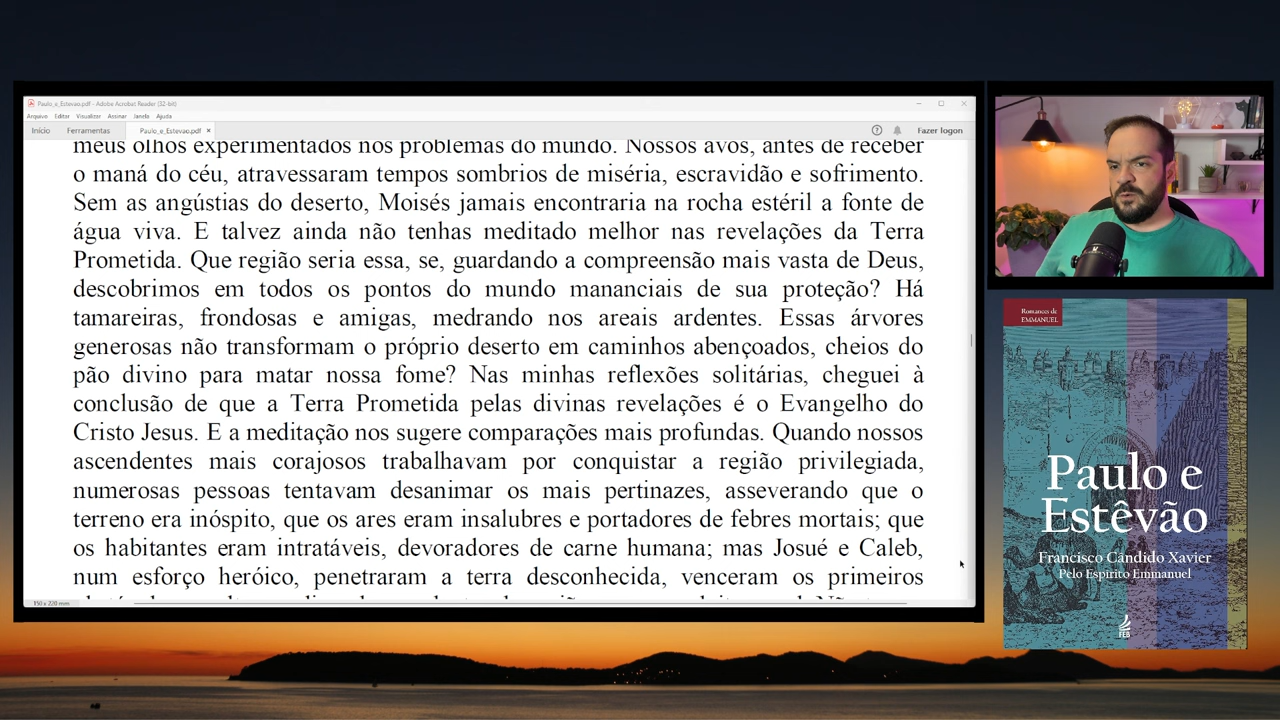 Paulo_e_Estevao.pdf - Adobe Acrobat Reader (32-bit)
Arquivo Editar Visualizar Assinar Janela Ajuda
Início Ferramentas Paulo_e_Estevao.pdf × Fazer logon
meus olhos experimentados nos problemas do mundo. Nossos avós, antes de receber
o maná do céu, atravessaram tempos sombrios de miséria, escravidão e sofrimento.
Sem as angústias do deserto, Moisés jamais encontraria na rocha estéril a fonte de
água viva. E talvez ainda não tenhas meditado melhor nas revelações da Terra
Prometida. Que região seria essa, se, guardando a compreensão mais vasta de Deus,
descobrimos em todos os pontos do mundo mananciais de sua proteção? Há
tamareiras, frondosas e amigas, medrando nos areais ardentes. Essas árvores
generosas não transformam o próprio deserto em caminhos abençoados, cheios do
pão divino para matar nossa fome? Nas minhas reflexões solitárias, cheguei à
conclusão de que a Terra Prometida pelas divinas revelações é o Evangelho do
Cristo Jesus. E a meditação nos sugere comparações mais profundas. Quando nossos
ascendentes mais corajosos trabalhavam por conquistar a região privilegiada,
numerosas pessoas tentavam desanimar os mais pertinazes, asseverando que o
terreno era inóspito, que os ares eram insalubres e portadores de febres mortais; que
os habitantes eram intratáveis, devoradores de carne humana; mas Josué e Caleb,
num esforço heróico, penetraram a terra desconhecida, venceram os primeiros
150 x 220 mm
Romances de
EMMANUEL
Paulo e
Estêvão
Francisco Cândido Xavier
Pelo Espírito Emmanuel
FEB